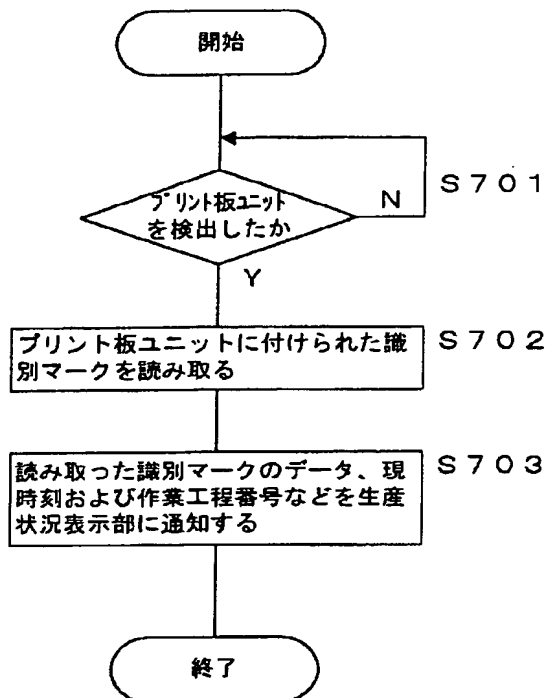 開始
プリント板ユニット
を検出したか
N
S701
Y
プリント板ユニットに付けられた識
別マークを読み取る
S702
読み取った識別マークのデータ、現
時刻および作業工程番号などを生産
状況表示部に通知する
S703
終了